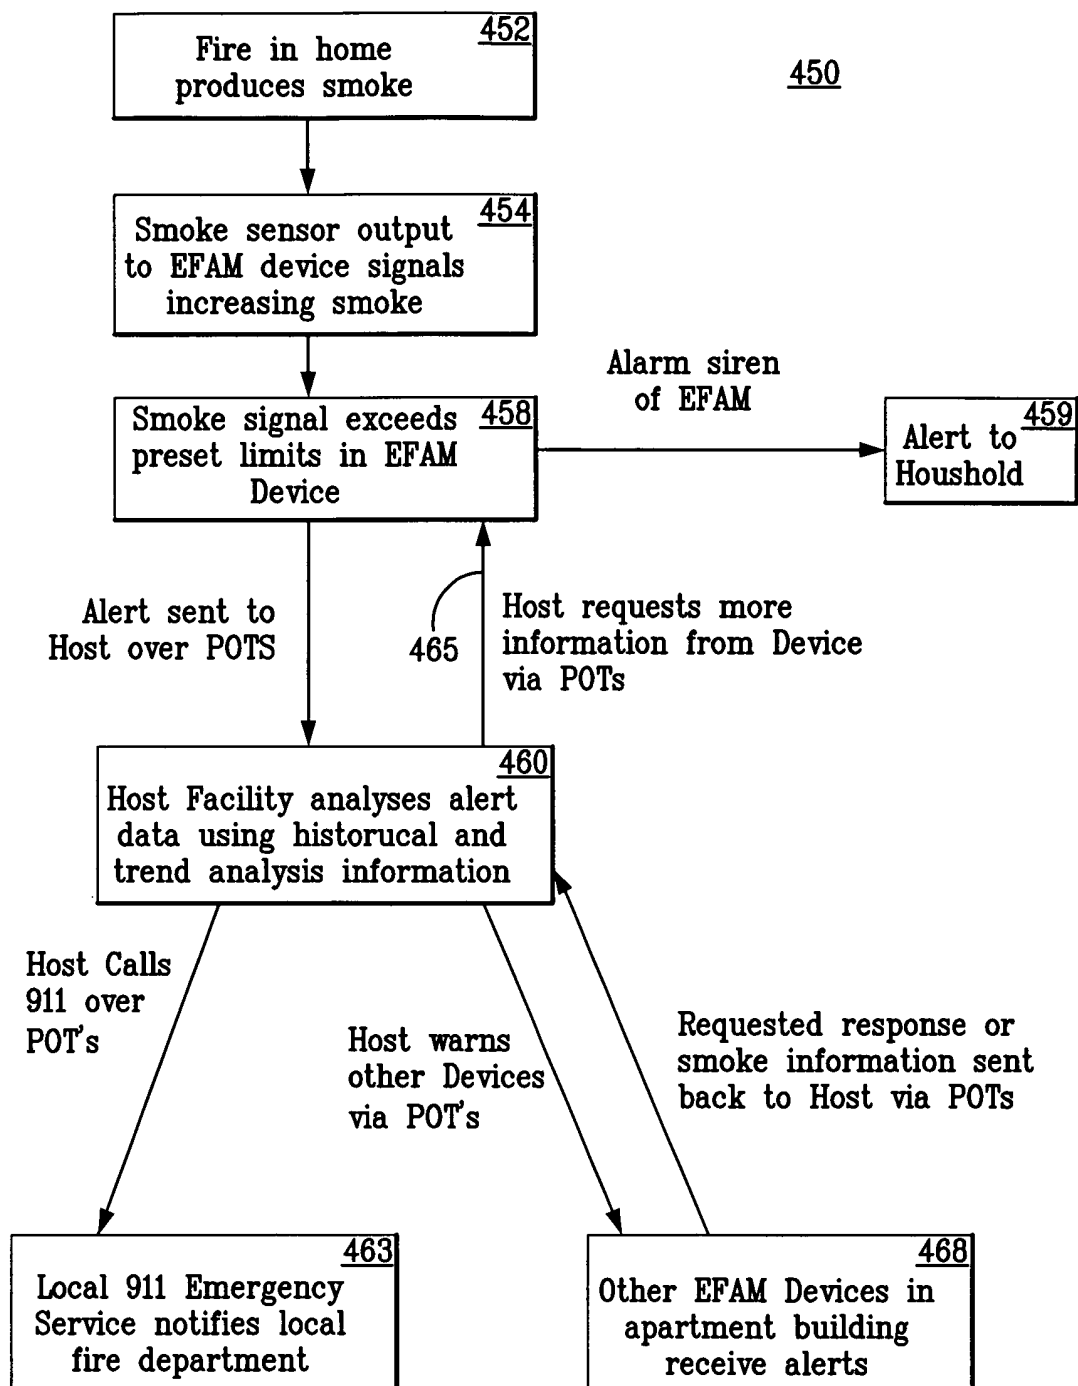 452
Fire in home
produces smoke
450
454
Smoke sensor output
to EFAM device signals
increasing smoke
Alarm siren
of EFAM
458
Smoke signal exceeds
preset limits in EFAM
Device
459
Alert to
Houshold
Alert sent to
Host over POTS
465
Host requests more
information from Device
via POTs
460
Host Facility analyses alert
data using historucal and
trend analysis information
Host Calls
911 over
POT's
Host warns
other Devices
via POT's
Requested response or
smoke information sent
back to Host via POTs
463
Local 911 Emergency
Service notifies local
fire department
468
Other EFAM Devices in
apartment building
receive alerts